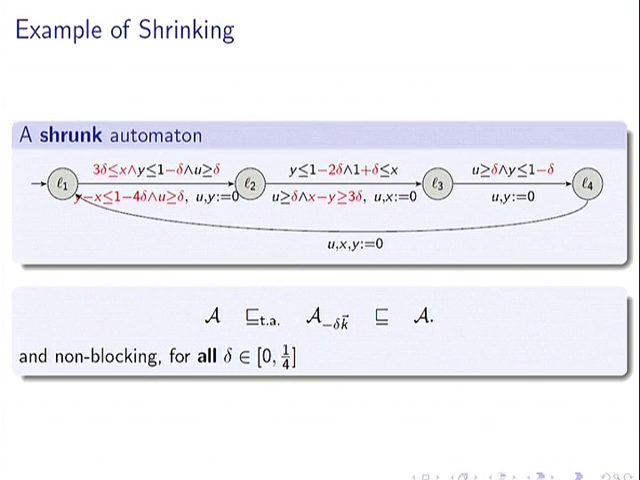 Example of Shrinking
A shrunk automaton
3δ≤x∧y≤1−δ∧u≥δ
y≤1−2δ∧1+δ≤x
u≥δ∧y≤1−δ
ℓ1
ℓ2
ℓ3
ℓ4
y−x≤1−4δ∧u≥δ, u,y:=0
u≥δ∧x−y≥3δ, u,x:=0
u,y:=0
u,x,y:=0
𝒜 ⊑t.a. 𝒜−δk⃗ ⊑ 𝒜.
and non-blocking, for all δ ∈ [0, 1/4]